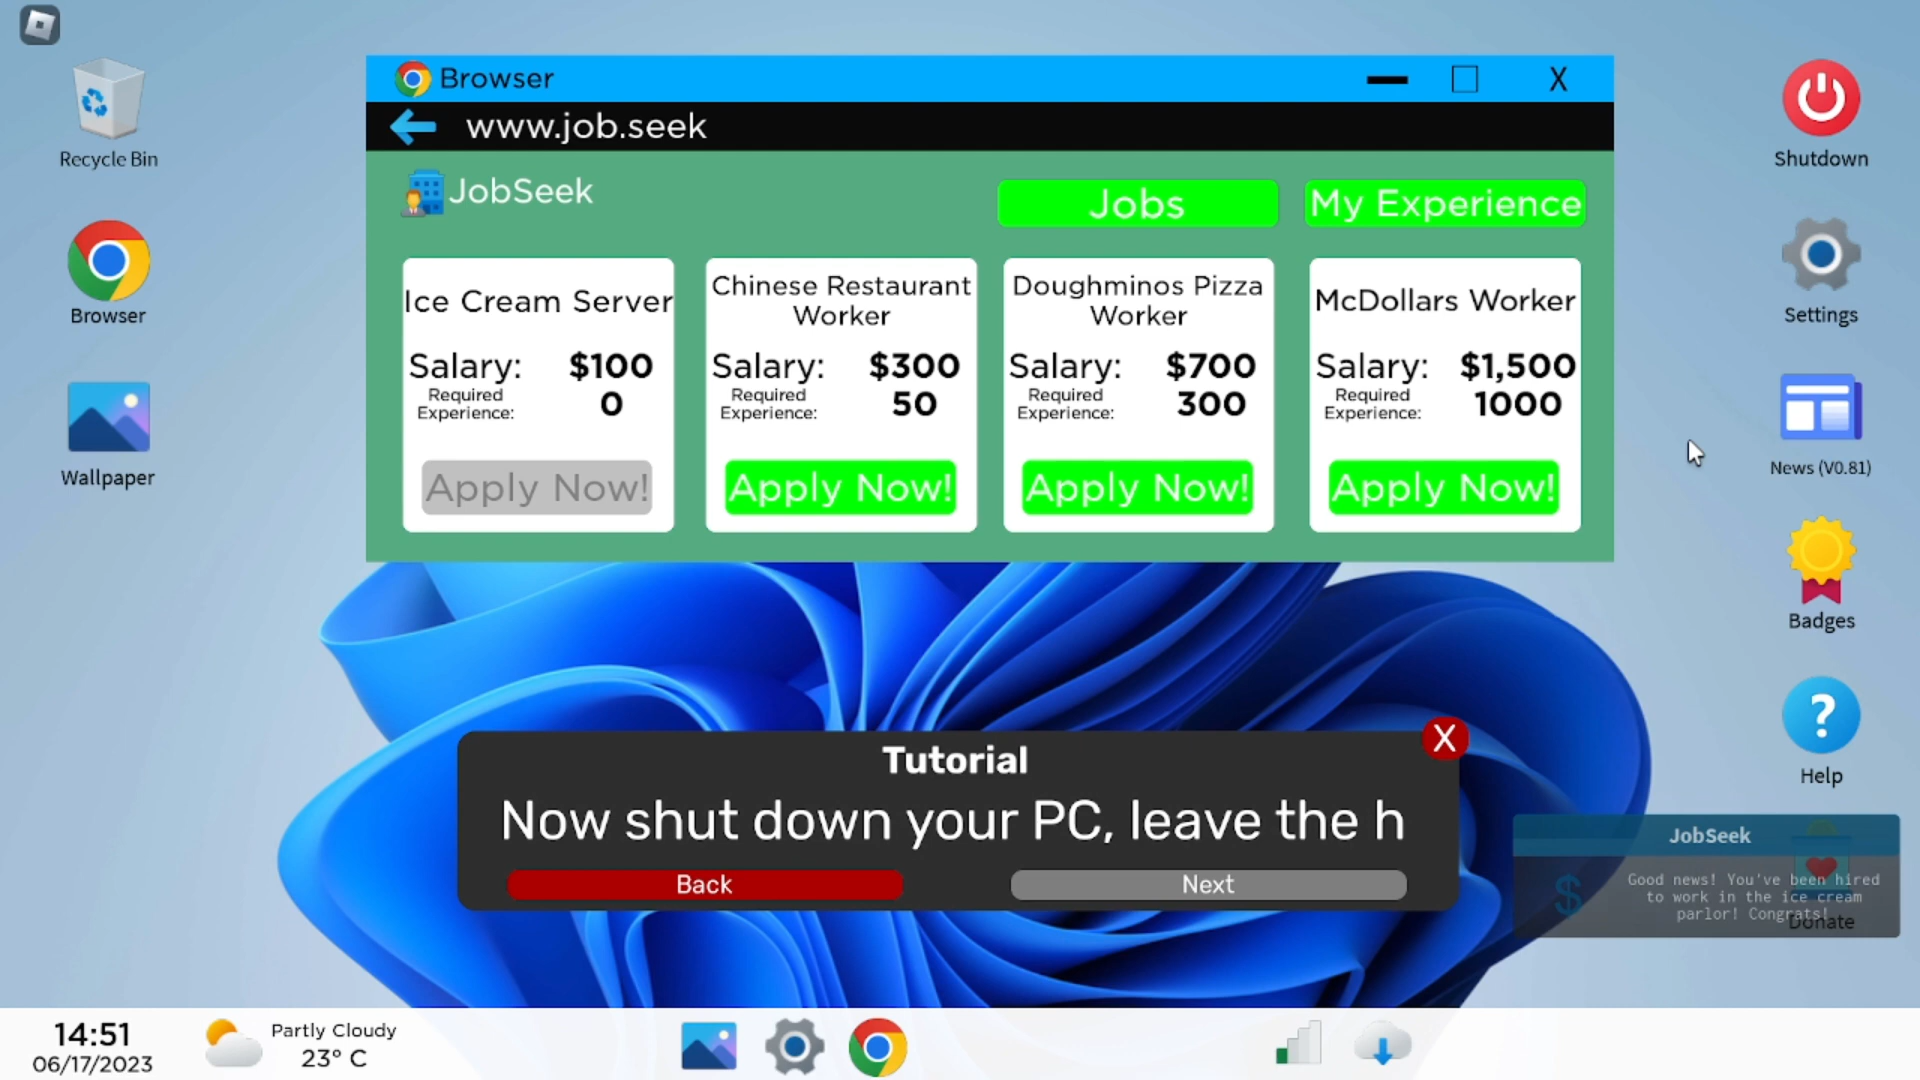 Recycle Bin
Browser
Wallpaper
Browser
X
www.job.seek
JobSeek
Jobs
My Experience
Ice Cream Server
Salary: $100
Required
Experience: 0
Apply Now!
Chinese Restaurant
Worker
Salary: $300
Required
Experience: 50
Apply Now!
Doughminos Pizza
Worker
Salary: $700
Required
Experience: 300
Apply Now!
McDollars Worker
Salary: $1,500
Required
Experience: 1000
Apply Now!
Shutdown
Settings
News (V0.81)
Badges
Help
Donate
Tutorial
X
Now shut down your PC, leave the h
Back
Next
JobSeek
$
Good news! You've been hired
to work in the ice cream
parlor! Congrats!
14:51
06/17/2023
Partly Cloudy
23° C